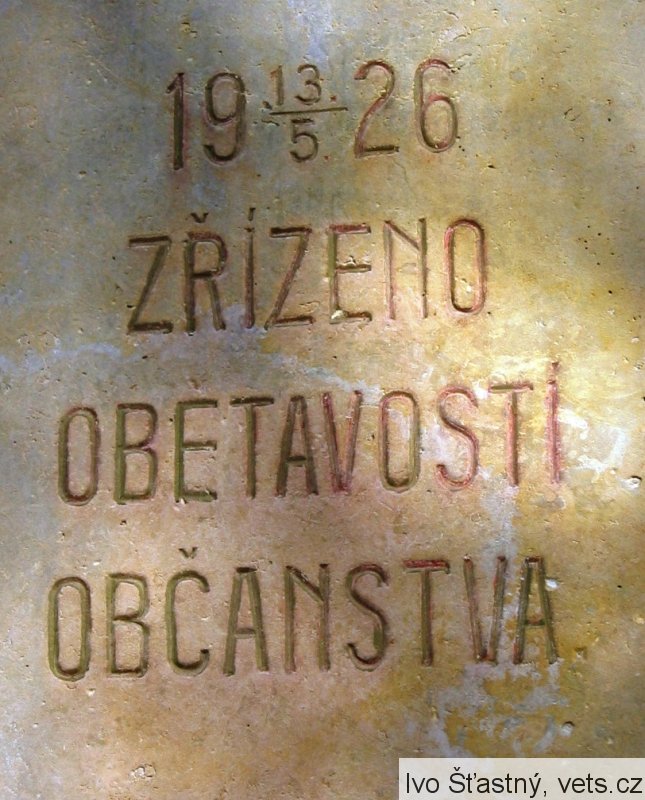 19 13./5. 26
ZŘÍZENO
OBETAVOSTÍ
OBČANSTVA
Ivo Šťastný, vets.cz